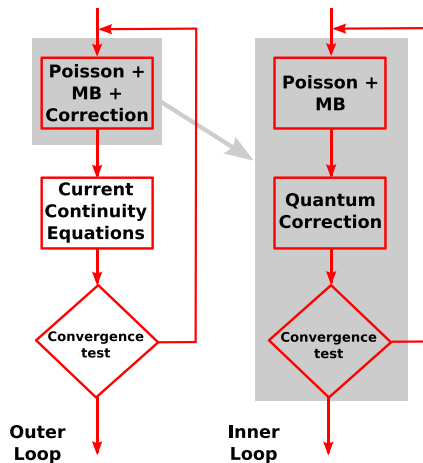 Poisson +
MB +
Correction
Current
Continuity
Equations
Convergence
test
Outer
Loop
Poisson +
MB
Quantum
Correction
Convergence
test
Inner
Loop